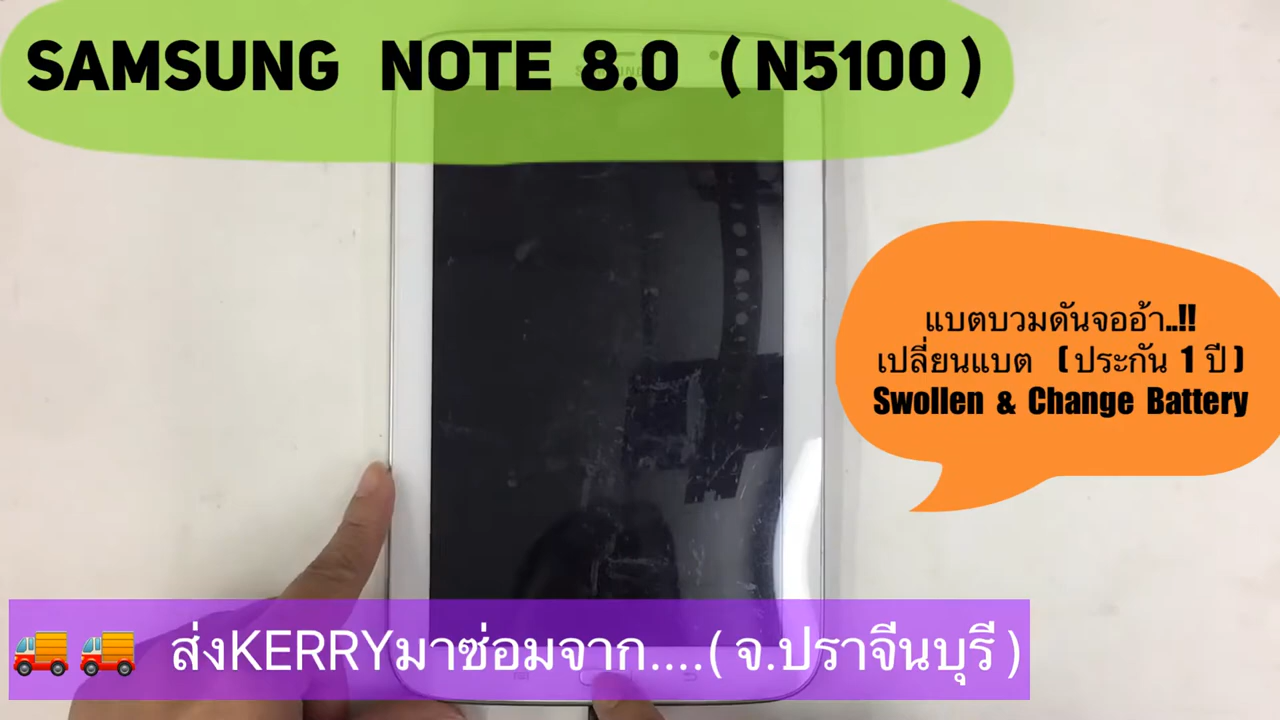 SAMSUNG NOTE 8.0 (N5100)
SAMSUNG
แบตบวมดันจออ้า..!!
เปลี่ยนแบต (ประกัน 1 ปี)
Swollen & Change Battery
ส่งKERRYมาซ่อมจาก....(จ.ปราจีนบุรี)